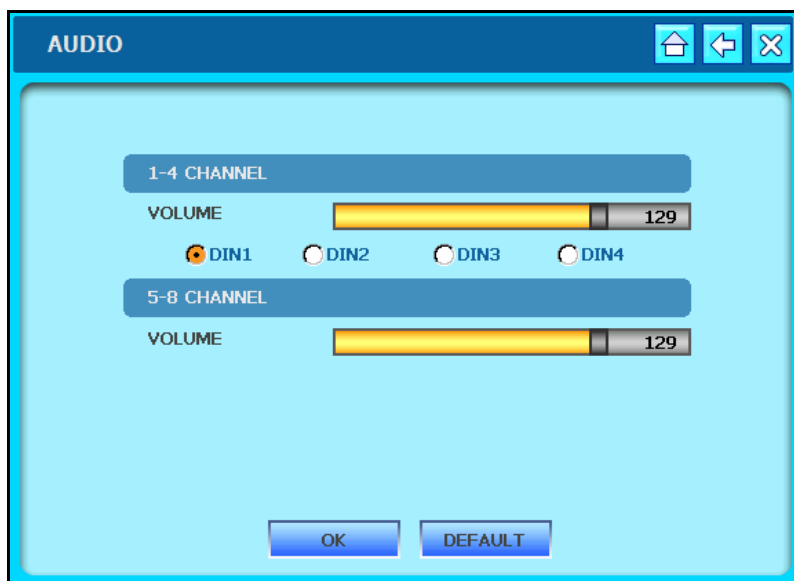 AUDIO
1-4 CHANNEL
VOLUME 129
DIN1 DIN2 DIN3 DIN4
5-8 CHANNEL
VOLUME 129
OK DEFAULT